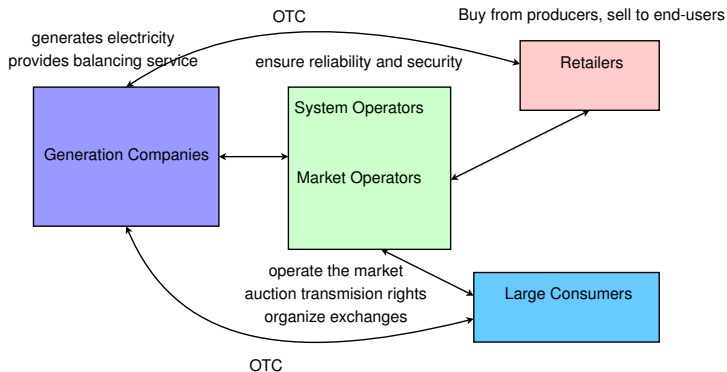 OTC
Buy from producers, sell to end-users
generates electricity
provides balancing service
ensure reliability and security
Retailers
System Operators
Generation Companies
Market Operators
operate the market
auction transmision rights
organize exchanges
Large Consumers
OTC